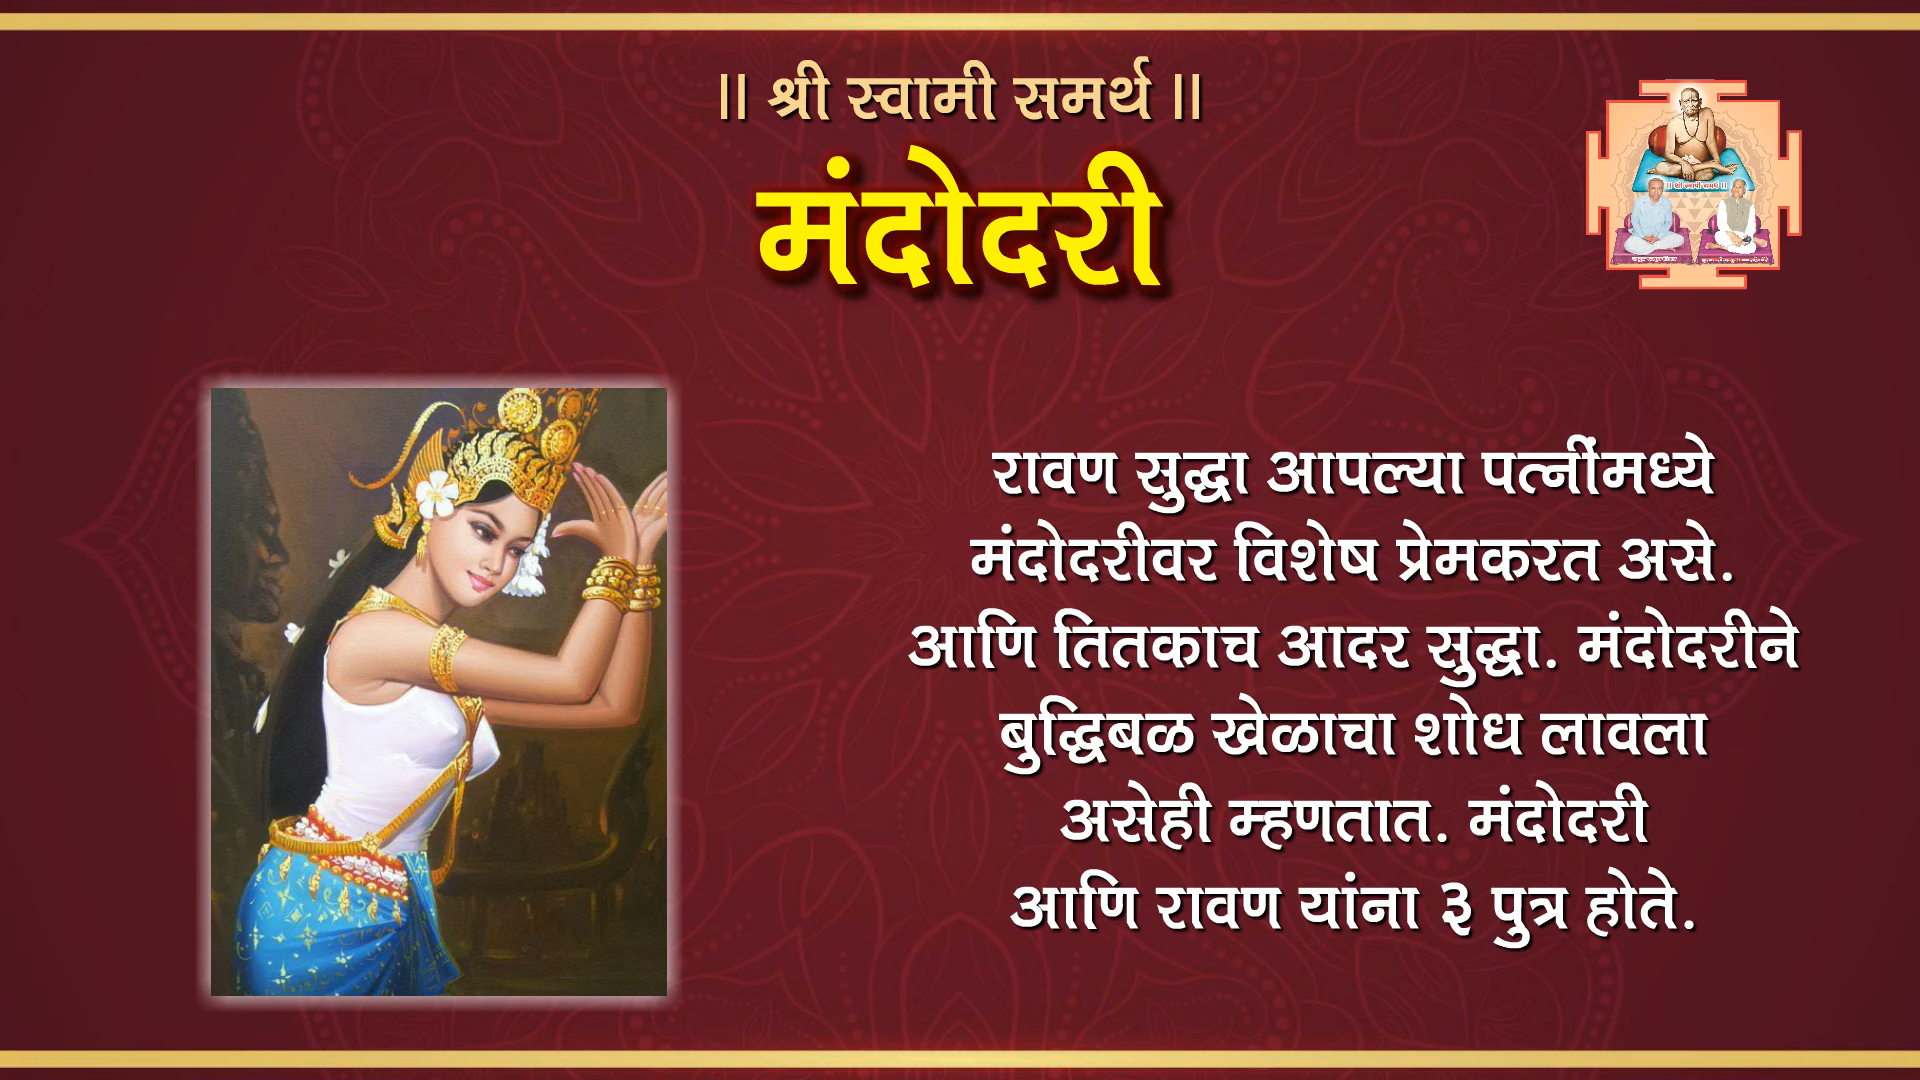 ॥ श्री स्वामी समर्थ ॥
मंदोदरी
॥ श्री स्वामी समर्थ ॥
रावण सुद्धा आपल्या पत्नींमध्ये
मंदोदरीवर विशेष प्रेमकरत असे.
आणि तितकाच आदर सुद्धा. मंदोदरीने
बुद्धिबळ खेळाचा शोध लावला
असेही म्हणतात. मंदोदरी
आणि रावण यांना ३ पुत्र होते.